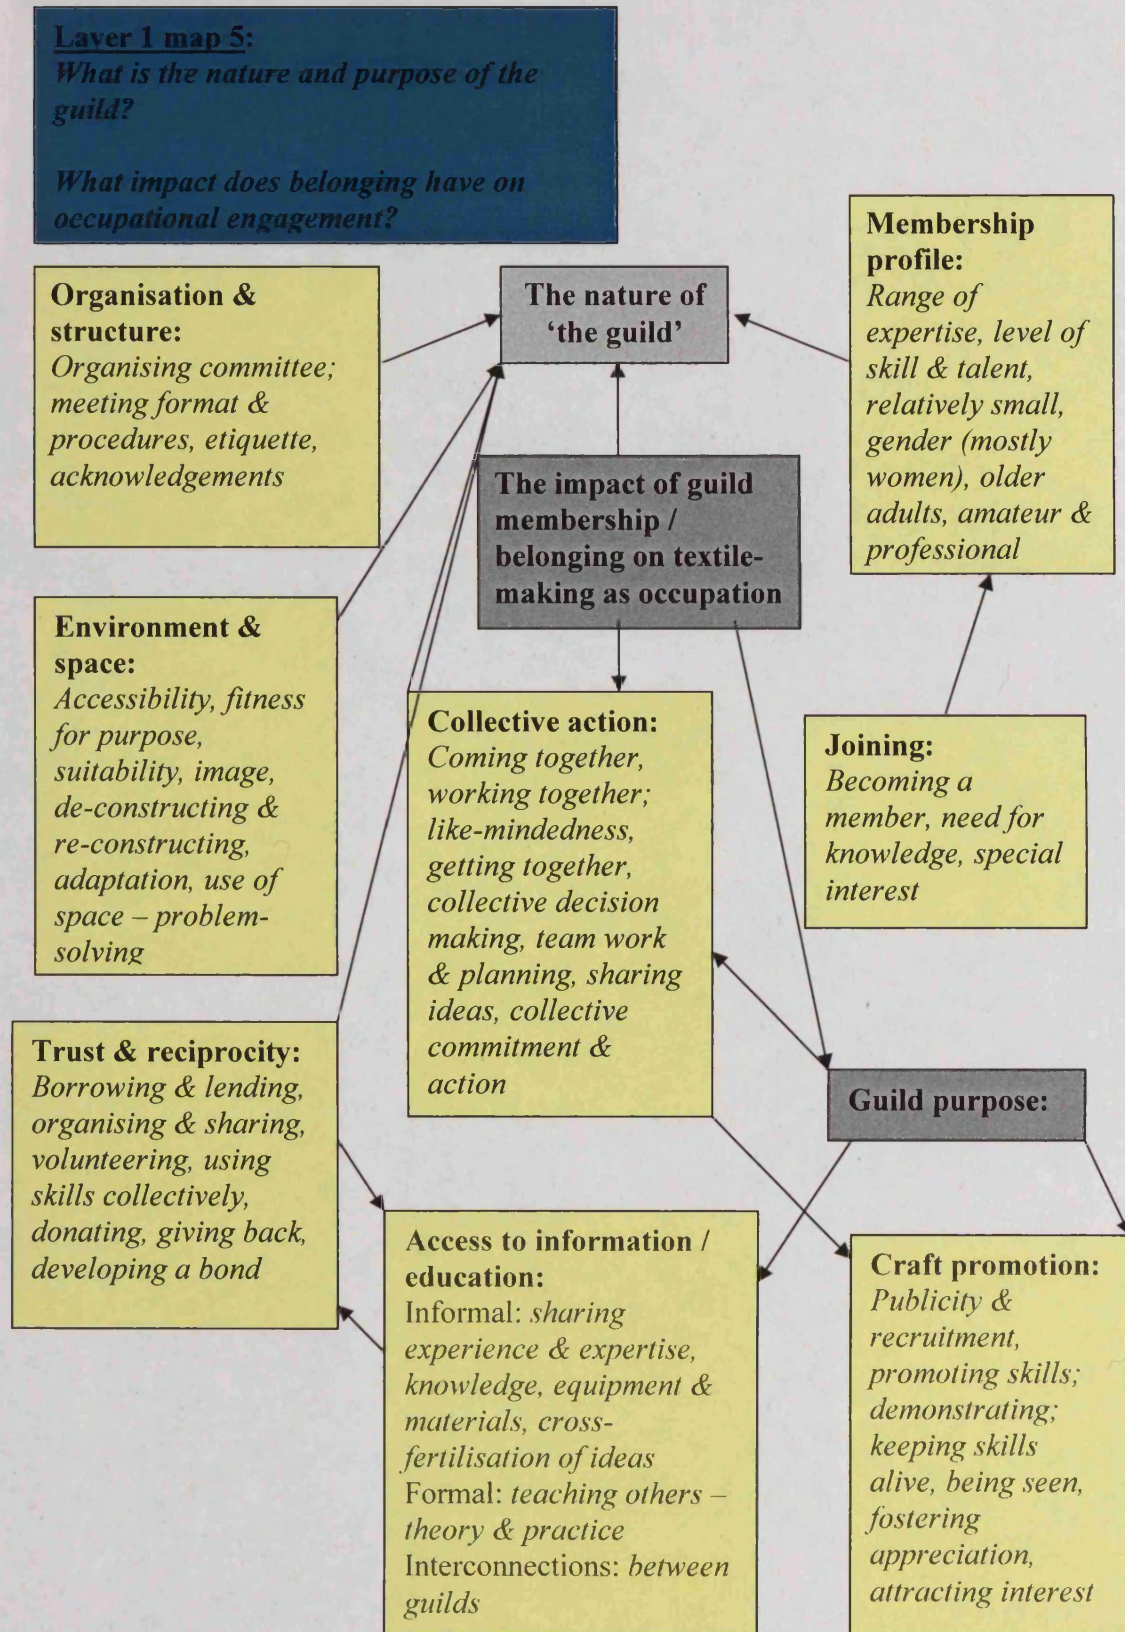 Layer 1 map 5:
What is the nature and purpose of the
guild?
What impact does belonging have on
occupational engagement?
Organisation &
structure:
Organising committee;
meeting format &
procedures, etiquette,
acknowledgements
The nature of
‘the guild’
Membership
profile:
Range of
expertise, level of
skill & talent,
relatively small,
gender (mostly
women), older
adults, amateur &
professional
The impact of guild
membership /
belonging on textile-
making as occupation
Environment &
space:
Accessibility, fitness
for purpose,
suitability, image,
de-constructing &
re-constructing,
adaptation, use of
space – problem-
solving
Collective action:
Coming together,
working together;
like-mindedness,
getting together,
collective decision
making, team work
& planning, sharing
ideas, collective
commitment &
action
Joining:
Becoming a
member, need for
knowledge, special
interest
Trust & reciprocity:
Borrowing & lending,
organising & sharing,
volunteering, using
skills collectively,
donating, giving back,
developing a bond
Guild purpose:
Access to information /
education:
Informal: sharing
experience & expertise,
knowledge, equipment &
materials, cross-
fertilisation of ideas
Formal: teaching others –
theory & practice
Interconnections: between
guilds
Craft promotion:
Publicity &
recruitment,
promoting skills;
demonstrating;
keeping skills
alive, being seen,
fostering
appreciation,
attracting interest